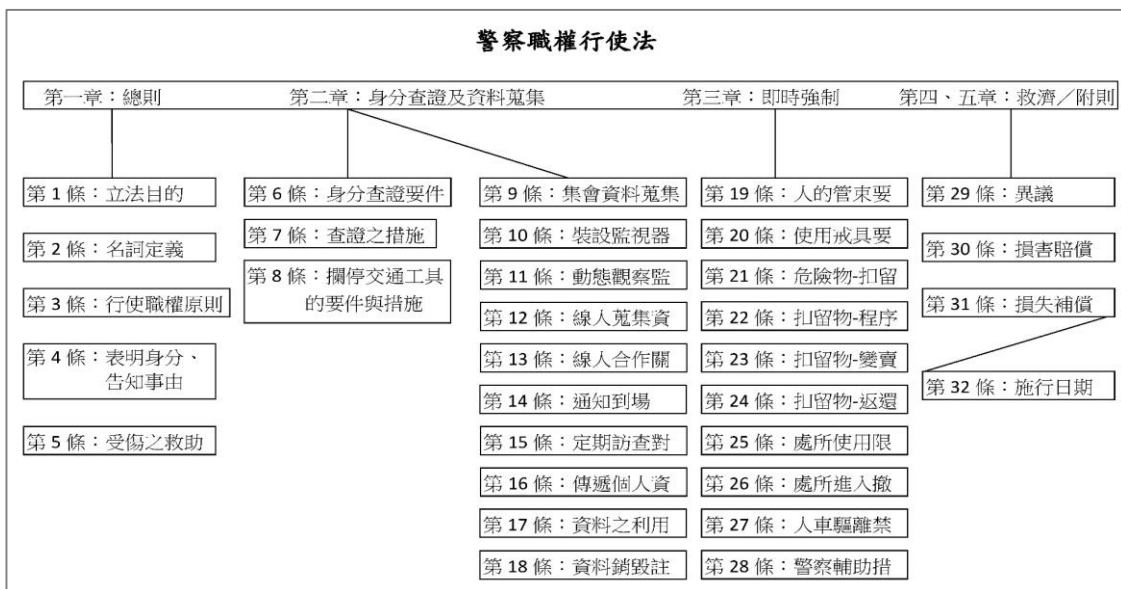 警察職權行使法
第一章：總則
第二章：身分查證及資料蒐集
第三章：即時強制
第四、五章：救濟／附則
第 1 條：立法目的
第 2 條：名詞定義
第 3 條：行使職權原則
第 4 條：表明身分、
告知事由
第 5 條：受傷之救助
第 6 條：身分查證要件
第 7 條：查證之措施
第 8 條：攔停交通工具
的要件與措施
第 9 條：集會資料蒐集
第 10 條：裝設監視器
第 11 條：動態觀察監
第 12 條：線人蒐集資
第 13 條：線人合作關
第 14 條：通知到場
第 15 條：定期訪查對
第 16 條：傳遞個人資
第 17 條：資料之利用
第 18 條：資料銷毀註
第 19 條：人的管束要
第 20 條：使用戒具要
第 21 條：危險物-扣留
第 22 條：扣留物-程序
第 23 條：扣留物-變賣
第 24 條：扣留物-返還
第 25 條：處所使用限
第 26 條：處所進入撤
第 27 條：人車驅離禁
第 28 條：警察輔助措
第 29 條：異議
第 30 條：損害賠償
第 31 條：損失補償
第 32 條：施行日期